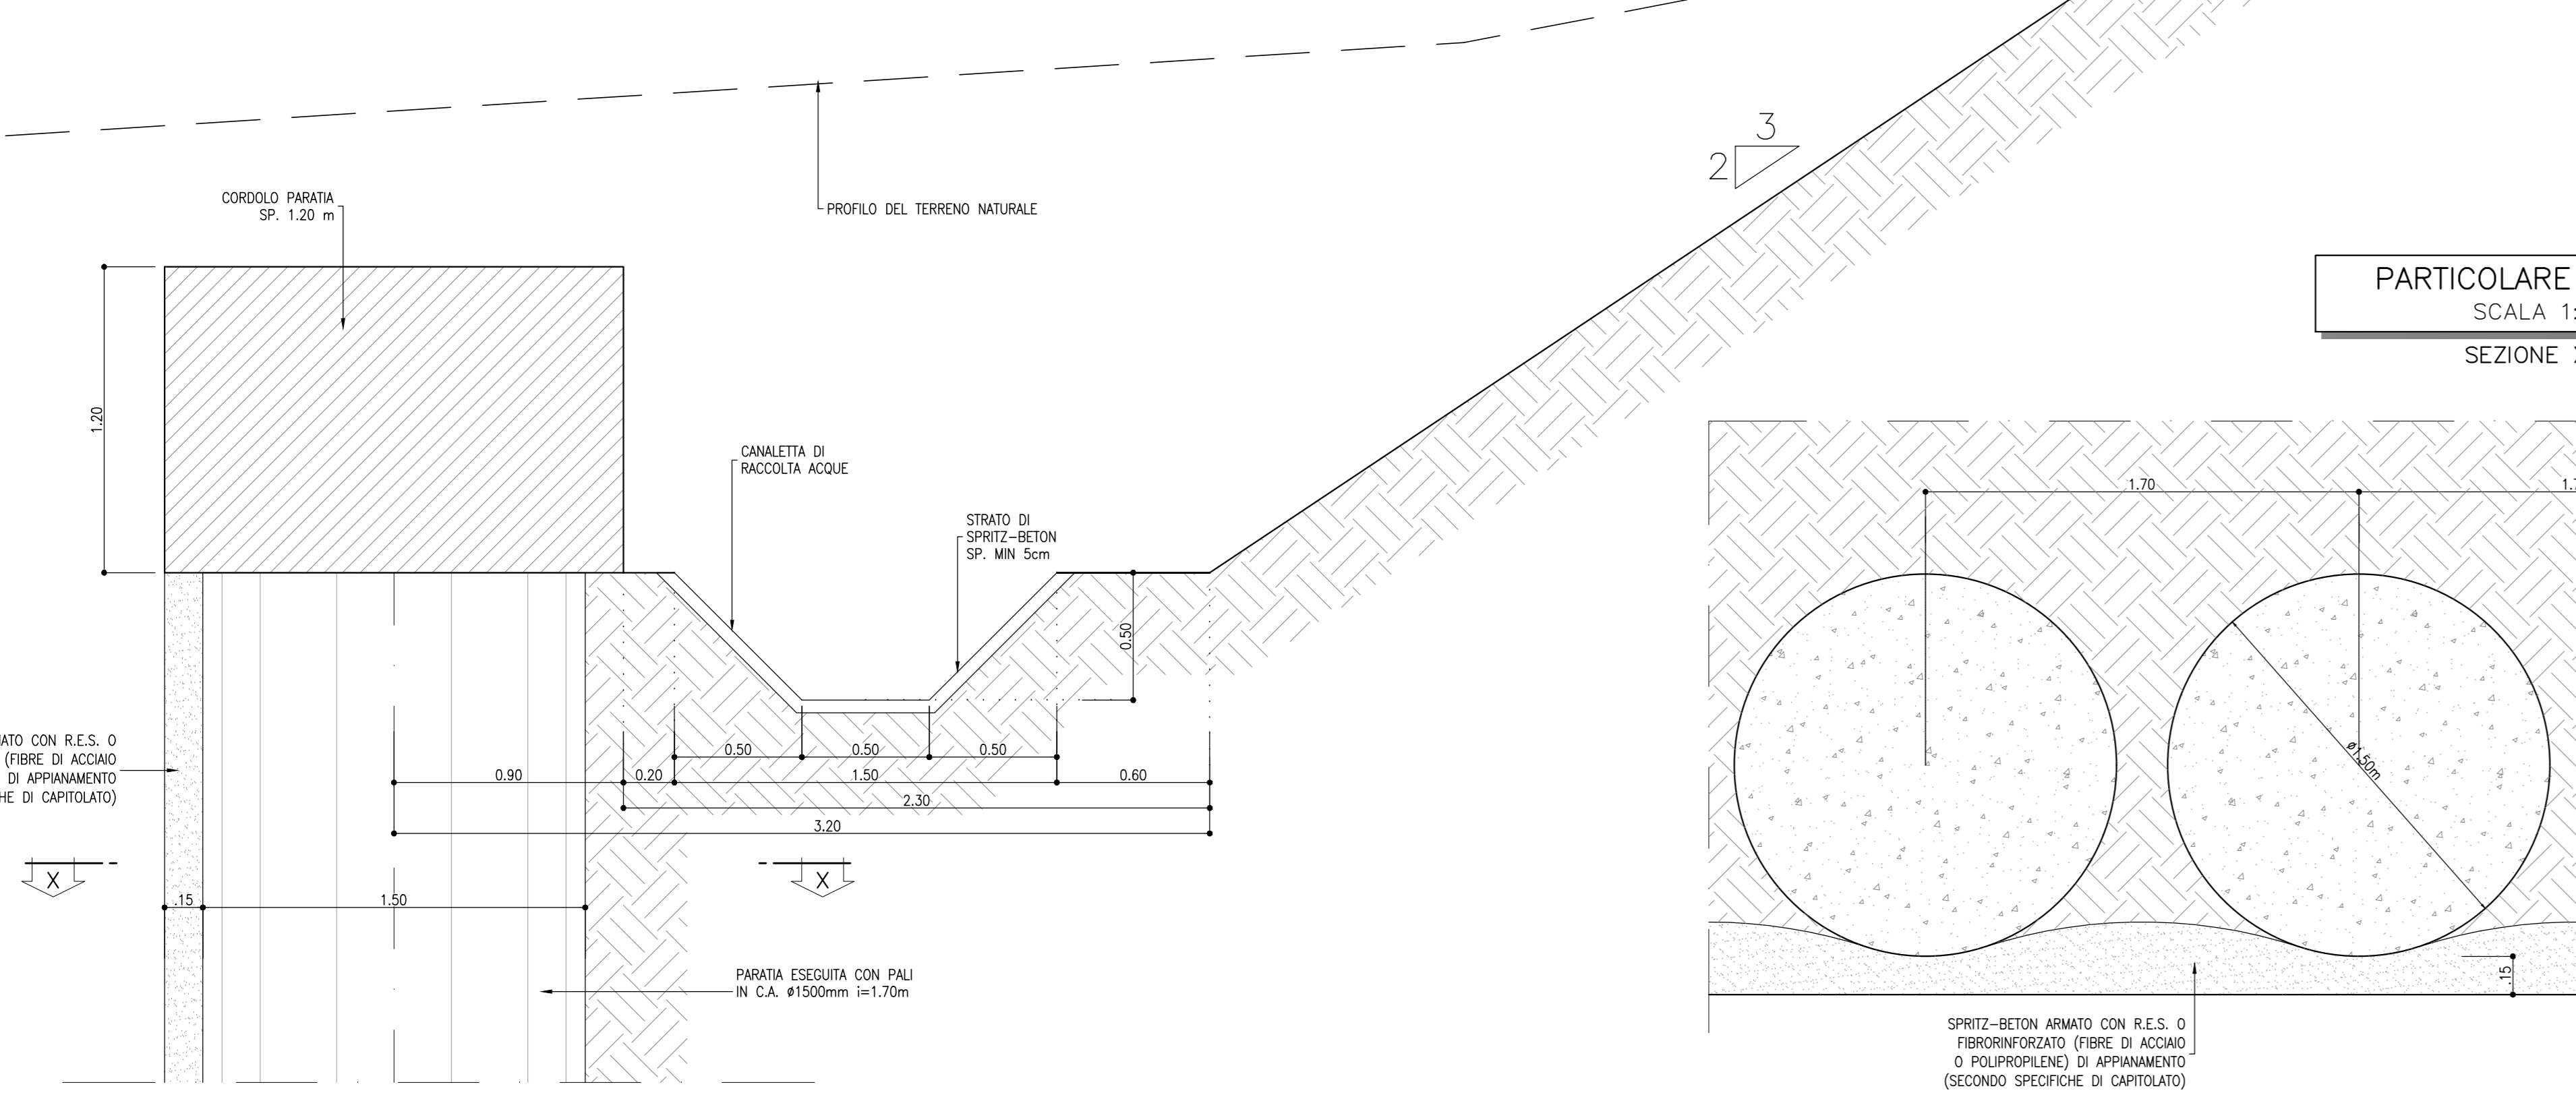 3
2
CORDOLO PARATIA
SP. 1.20 m
PROFILO DEL TERRENO NATURALE
PARTICOLARE
SCALA 1:
SEZIONE
1.20
CANALETTA DI
RACCOLTA ACQUE
STRATO DI
SPRITZ-BETON
SP. MIN 5cm
0.50
0.50
0.50
0.50
0.90
0.20
1.50
0.60
2.30
3.20
ATO CON R.E.S. O
(FIBRE DI ACCIAIO
DI APPIANAMENTO
HE DI CAPITOLATO)
X
X
.15
1.50
PARATIA ESEGUITA CON PALI
IN C.A. ø1500mm i=1.70m
1.70
1.7
ø1.50m
.15
SPRITZ-BETON ARMATO CON R.E.S. O
FIBRORINFORZATO (FIBRE DI ACCIAIO
O POLIPROPILENE) DI APPIANAMENTO
(SECONDO SPECIFICHE DI CAPITOLATO)